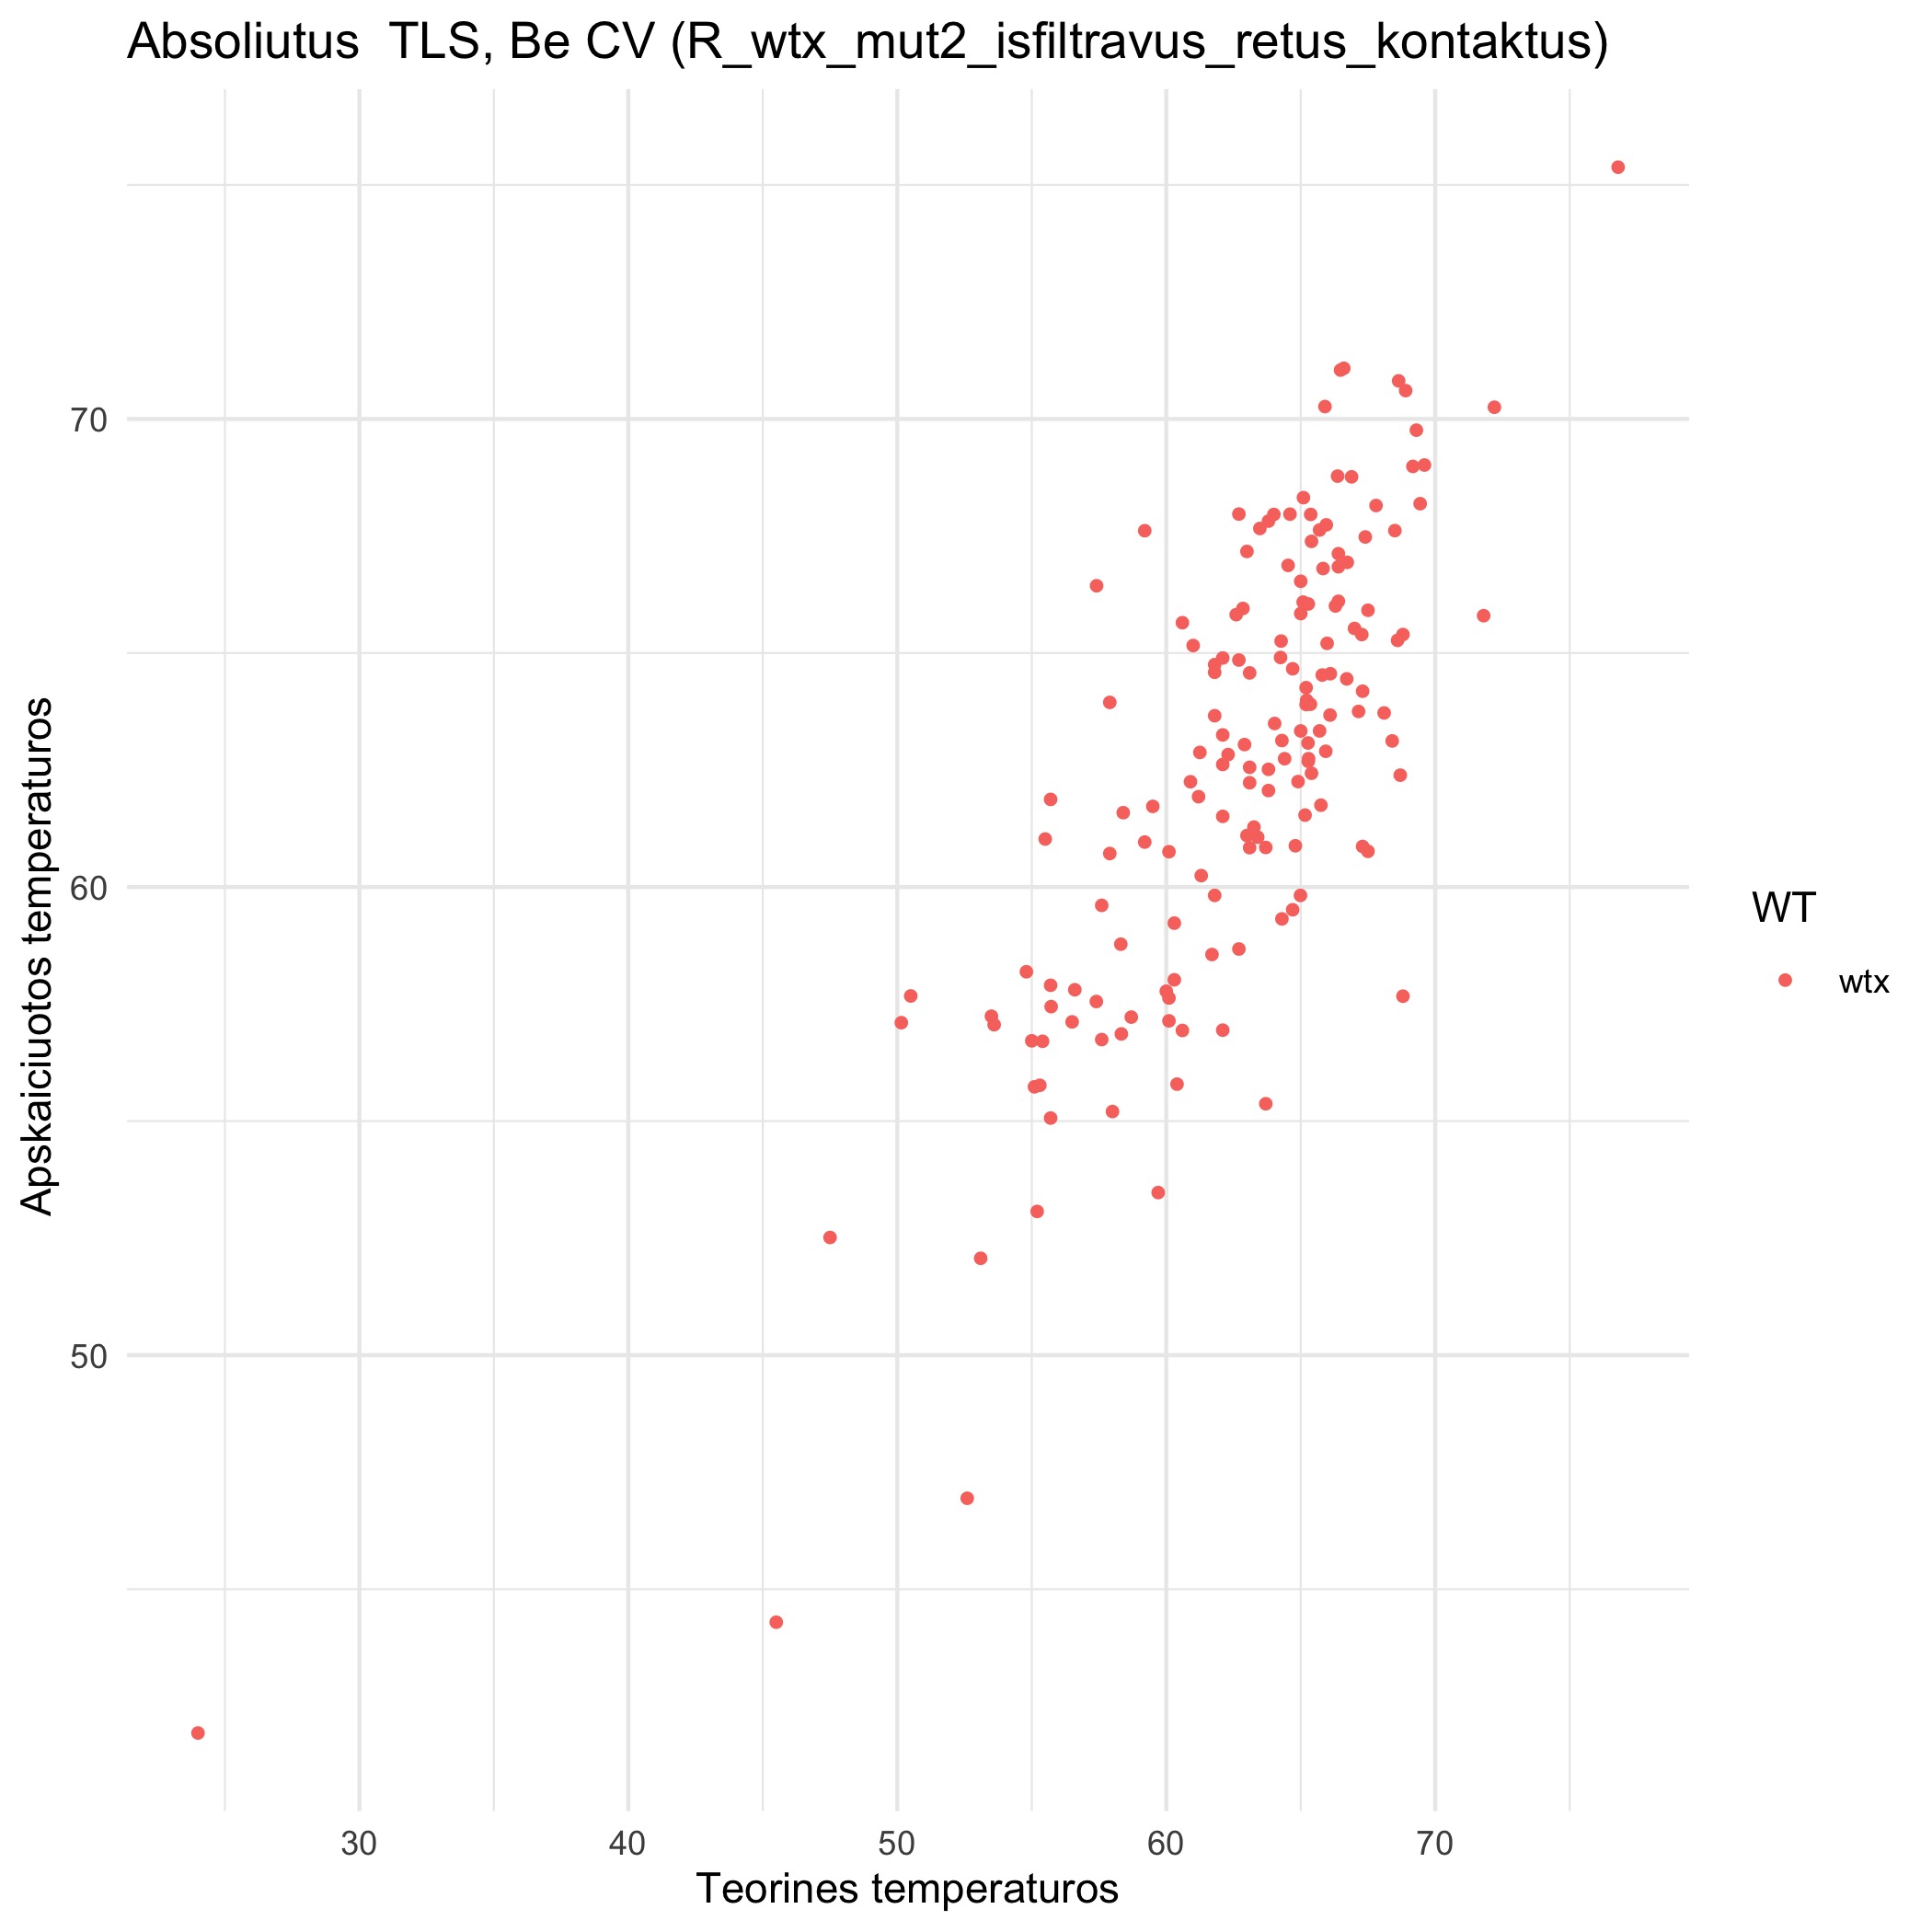 Absoliutus  TLS, Be CV (R_wtx_mut2_isfiltravus_retus_kontaktus)
Apskaiciuotos temperaturos
70
60
50
30 40 50 60 70
Teorines temperaturos
WT
wtx